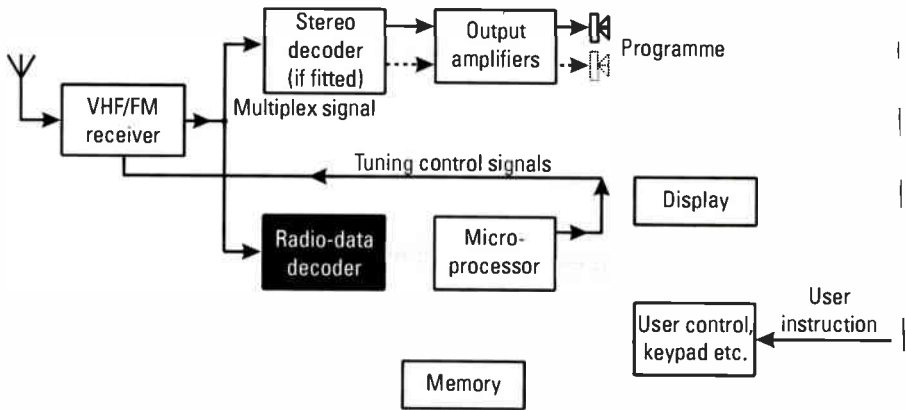 Stereo
decoder
(if fitted)
Output
amplifiers
Programme
VHF/FM
receiver
Multiplex signal
Tuning control signals
Display
Radio-data
decoder
Micro-
processor
User control,
keypad etc.
User
instruction
Memory